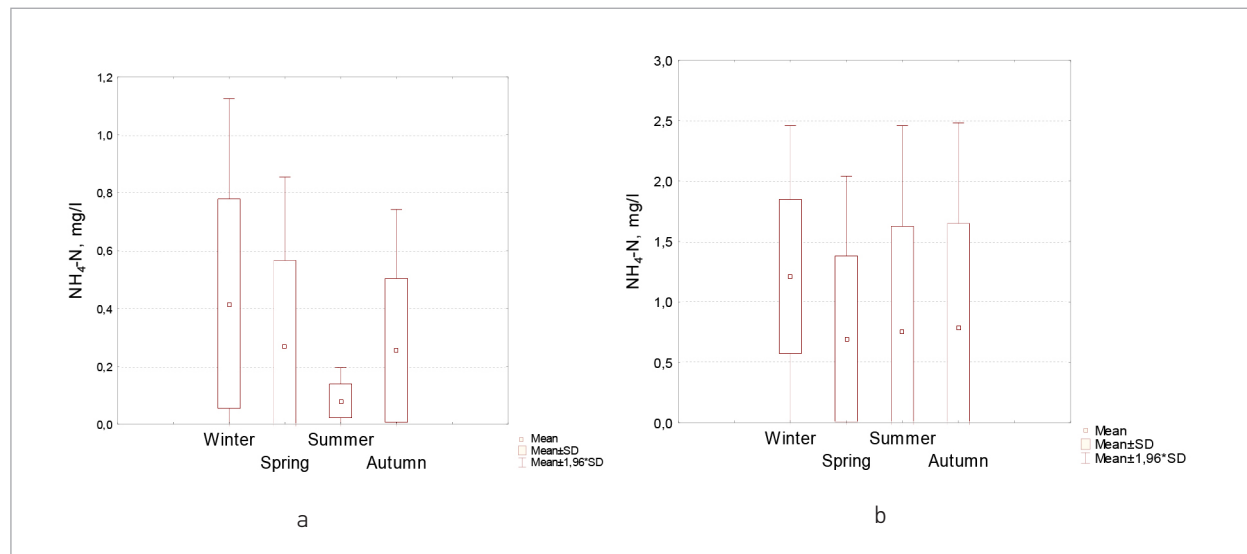 1,2
1,0
0,8
0,6
0,4
0,2
0,0
NH₄-N, mg/l
Winter
Summer
Spring
Autumn
Mean
Mean±SD
Mean±1,96*SD
a
3,0
2,5
2,0
1,5
1,0
0,5
0,0
NH₄-N, mg/l
Winter
Summer
Spring
Autumn
Mean
Mean±SD
Mean±1,96*SD
b